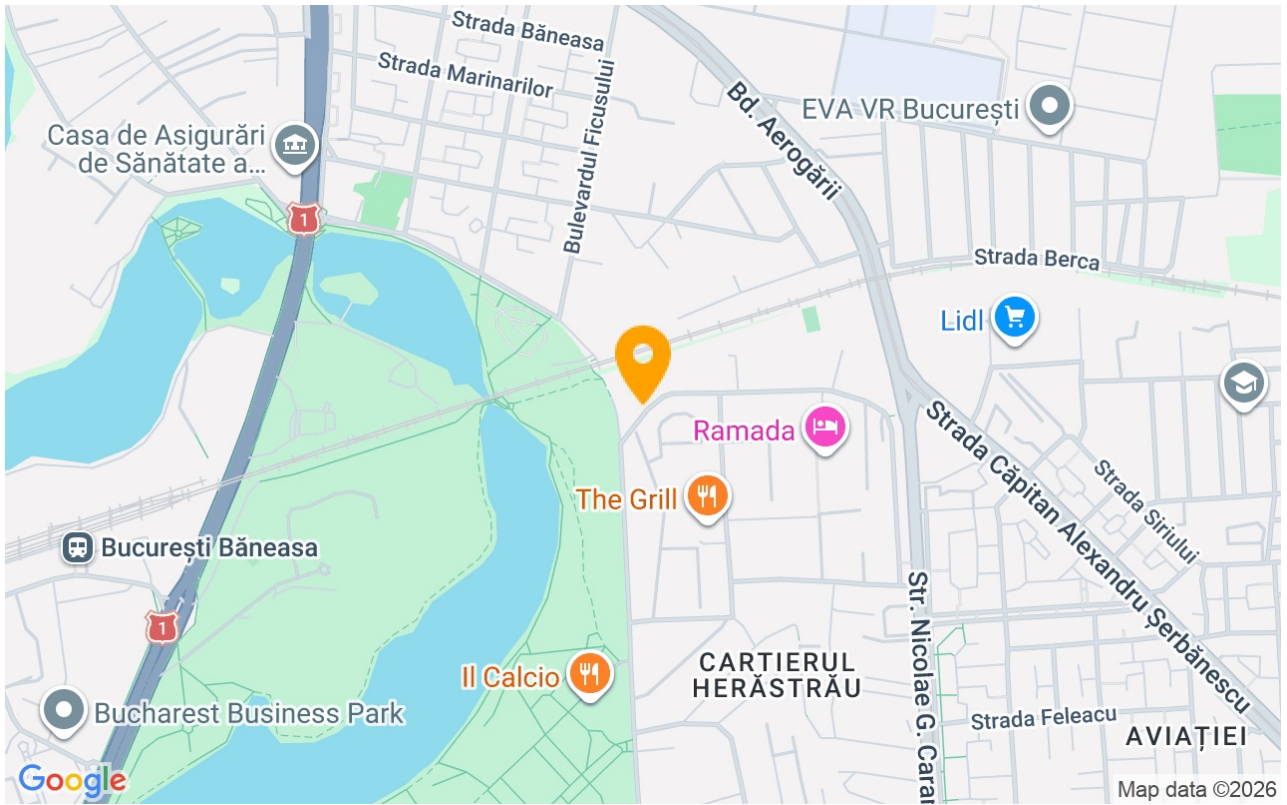 Strada Băneasa
Strada Marinarilor
Bulevardul Ficusului
Bd. Aerogării
EVA VR București
Casa de Asigurări
de Sănătate a...
1
Strada Berca
Lidl
Ramada
Strada Căpitan Alexandru Șerbănescu
Strada Siriului
The Grill
București Băneasa
Str. Nicolae G. Caran
1
Il Calcio
CARTIERUL
HERĂSTRĂU
Bucharest Business Park
Strada Feleacu
AVIAȚIEI
Google
Map data ©2026